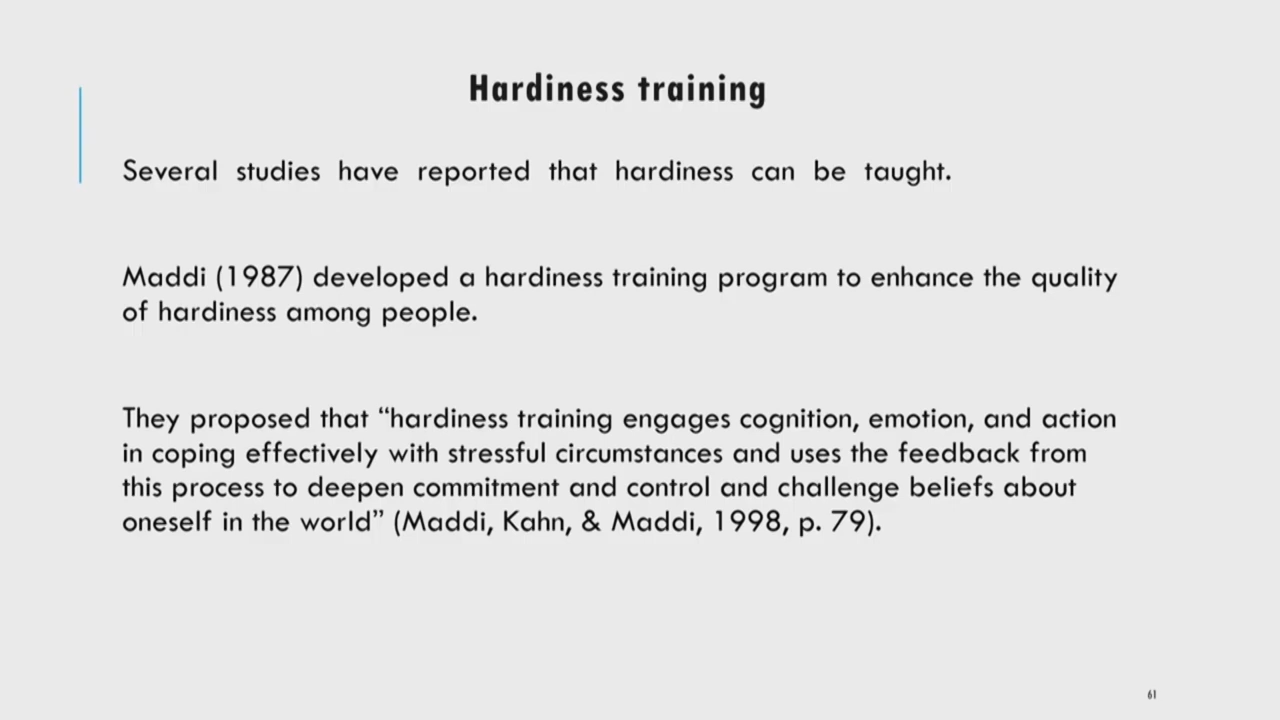 Hardiness training
Several studies have reported that hardiness can be taught.
Maddi (1987) developed a hardiness training program to enhance the quality
of hardiness among people.
They proposed that “hardiness training engages cognition, emotion, and action
in coping effectively with stressful circumstances and uses the feedback from
this process to deepen commitment and control and challenge beliefs about
oneself in the world” (Maddi, Kahn, & Maddi, 1998, p. 79).
61